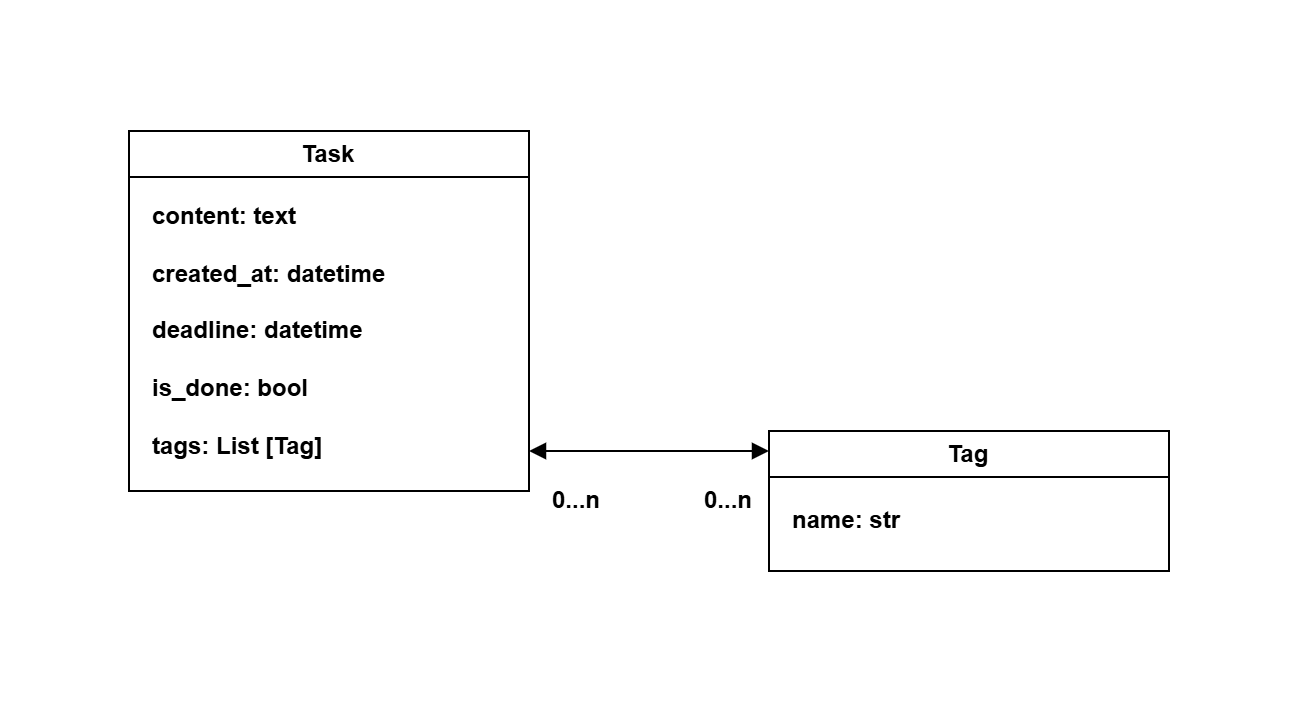 Task
content: text
created_at: datetime
deadline: datetime
is_done: bool
tags: List [Tag]
0...n
0...n
Tag
name: str